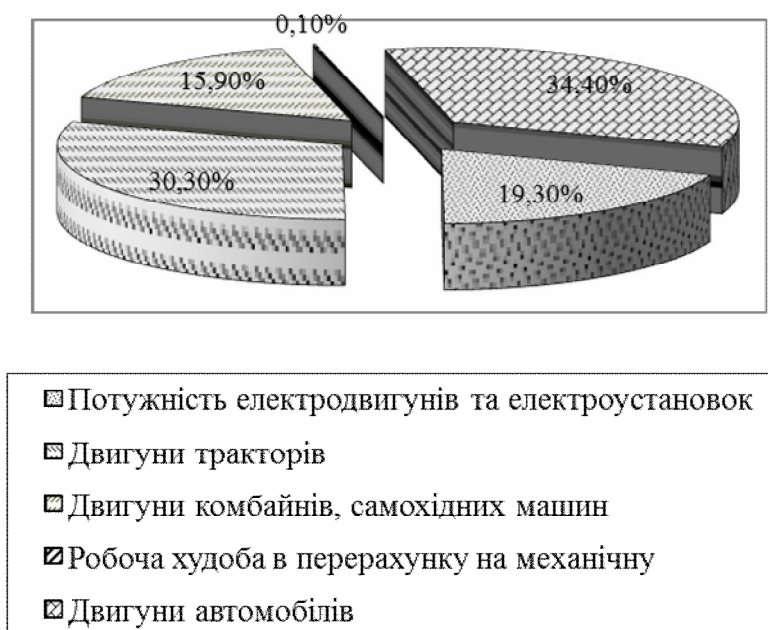 0,10%
15,90%
34,40%
30,30%
19,30%
Потужність електродвигунів та електроустановок
Двигуни тракторів
Двигуни комбайнів, самохідних машин
Робоча худоба в перерахунку на механічну
Двигуни автомобілів